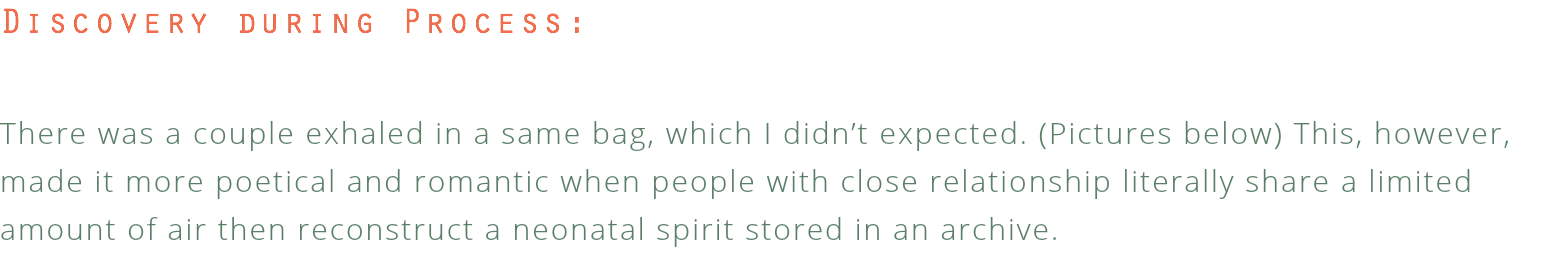 Discovery during Process:
There was a couple exhaled in a same bag, which I didn’t expected. (Pictures below) This, however,
made it more poetical and romantic when people with close relationship literally share a limited
amount of air then reconstruct a neonatal spirit stored in an archive.